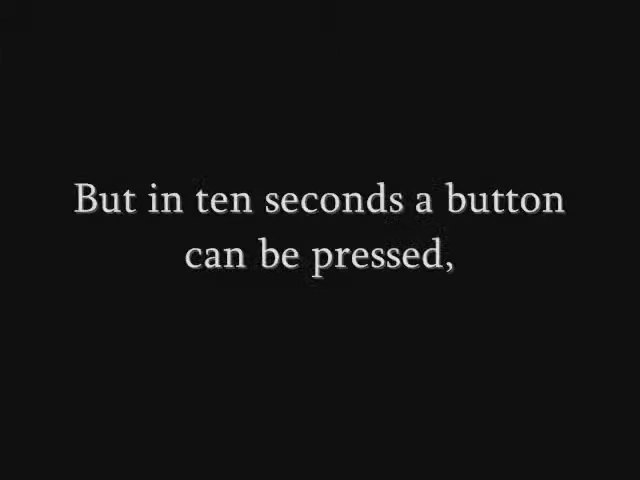 But in ten seconds a button
can be pressed,